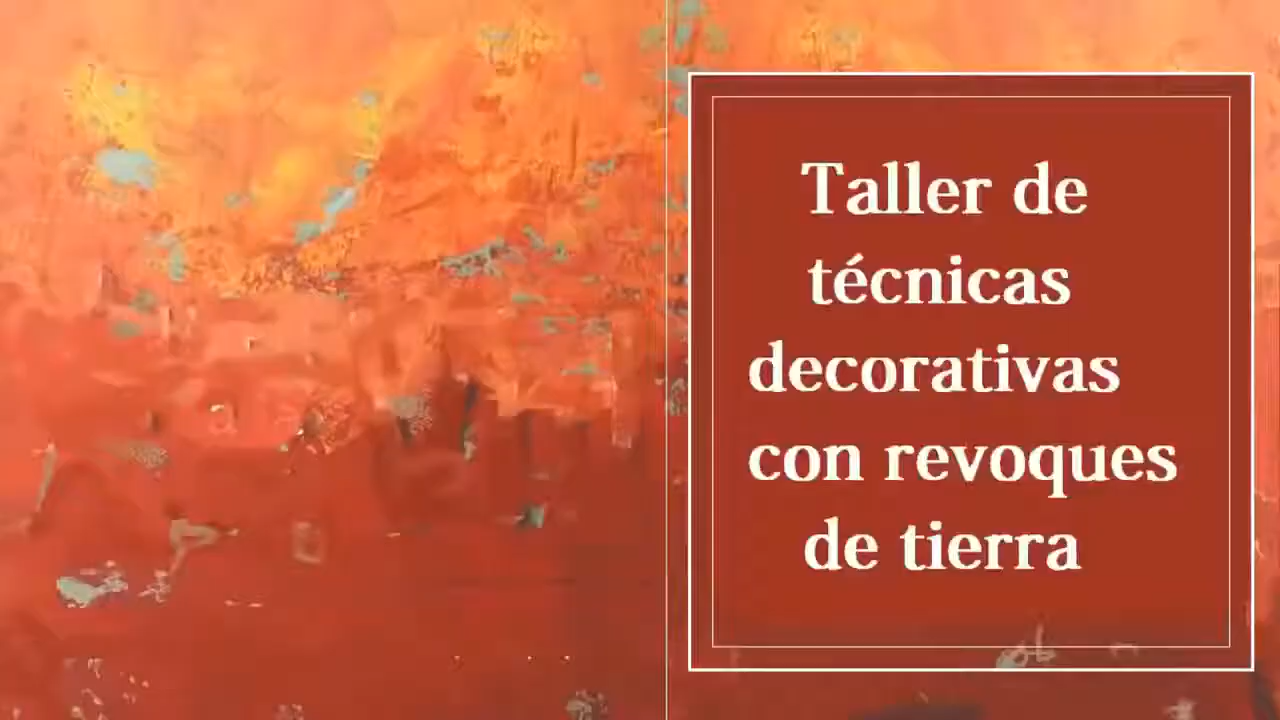 Taller de
técnicas
decorativas
con revoques
de tierra